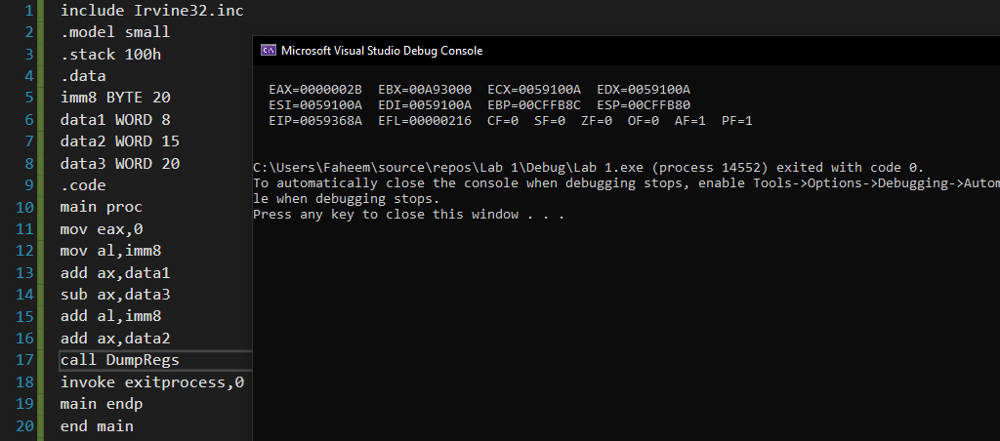 1 include Irvine32.inc
2 .model small
3 .stack 100h
4 .data
5 imm8 BYTE 20
6 data1 WORD 8
7 data2 WORD 15
8 data3 WORD 20
9 .code
10 main proc
11 mov eax,0
12 mov al,imm8
13 add ax,data1
14 sub ax,data3
15 add al,imm8
16 add ax,data2
17 call DumpRegs
18 invoke exitprocess,0
19 main endp
20 end main
Microsoft Visual Studio Debug Console
EAX=0000002B EBX=00A93000 ECX=0059100A EDX=0059100A
ESI=0059100A EDI=0059100A EBP=00CFFB8C ESP=00CFFB80
EIP=0059368A EFL=00000216 CF=0 SF=0 ZF=0 OF=0 AF=1 PF=1
C:\Users\Faheem\source\repos\Lab 1\Debug\Lab 1.exe (process 14552) exited with code 0.
To automatically close the console when debugging stops, enable Tools->Options->Debugging->Autom
le when debugging stops.
Press any key to close this window . . .